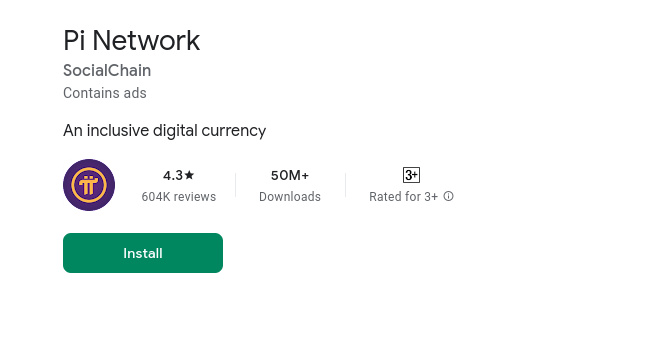 Pi Network
SocialChain
Contains ads
An inclusive digital currency
4.3★
604K reviews
50M+
Downloads
3+
Rated for 3+
Install